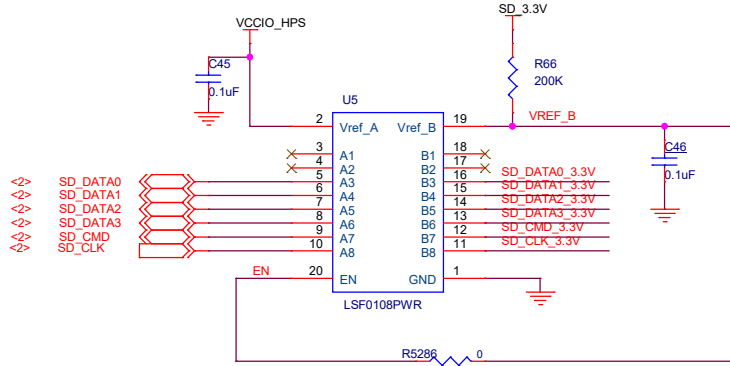 SD_3.3V
VCCIO_HPS
C45
0.1uF
R66
200K
U5
2 Vref_A Vref_B 19 VREF_B
3 A1 B1 18
4 A2 B2 17
C46
0.1uF
<2> SD_DATA0 5 A3 B3 16 SD_DATA0_3.3V
<2> SD_DATA1 6 A4 B4 15 SD_DATA1_3.3V
<2> SD_DATA2 7 A5 B5 14 SD_DATA2_3.3V
<2> SD_DATA3 8 A6 B6 13 SD_DATA3_3.3V
<2> SD_CMD 9 A7 B7 12 SD_CMD_3.3V
<2> SD_CLK 10 A8 B8 11 SD_CLK_3.3V
EN 20 EN GND 1
LSF0108PWR
R5286 0